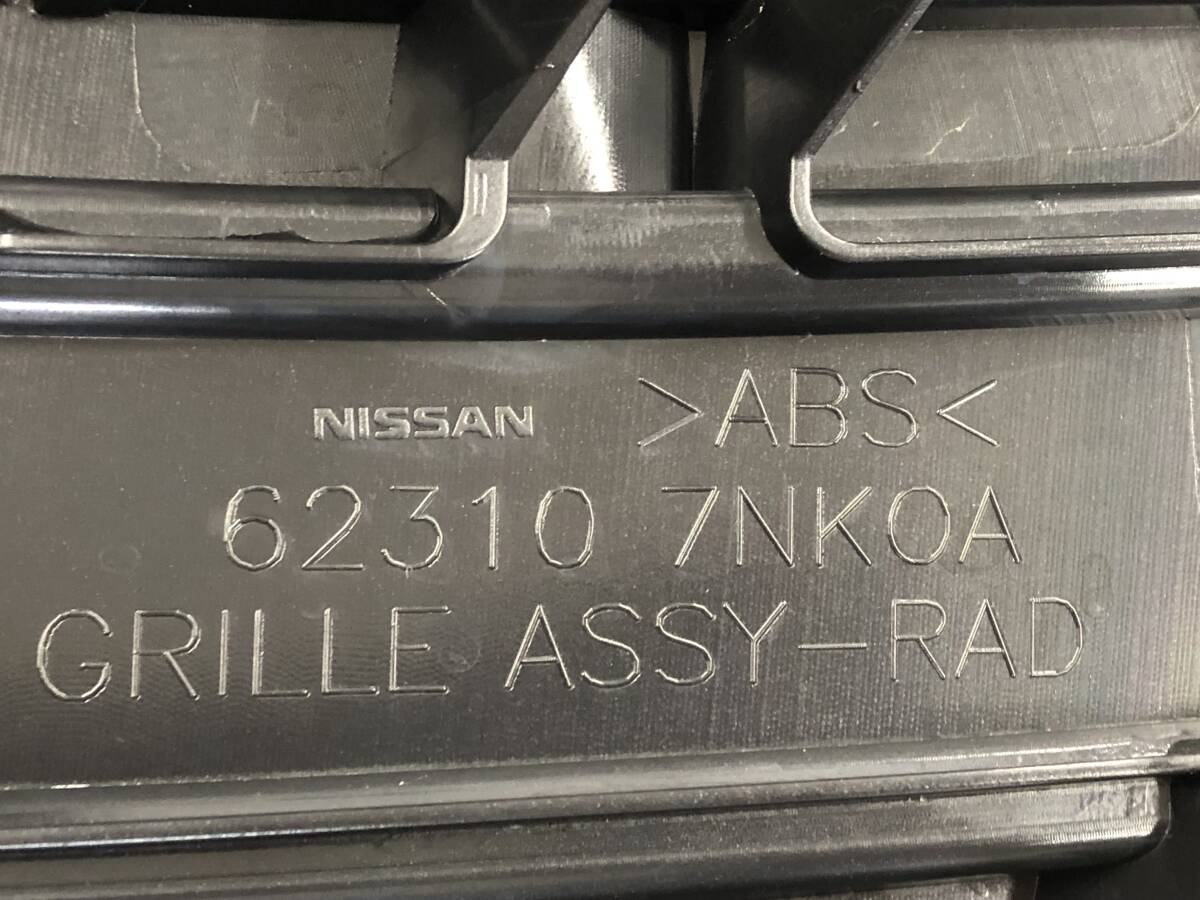 NISSAN >ABS<
62310 7NK0A
GRILLE ASSY-RAD